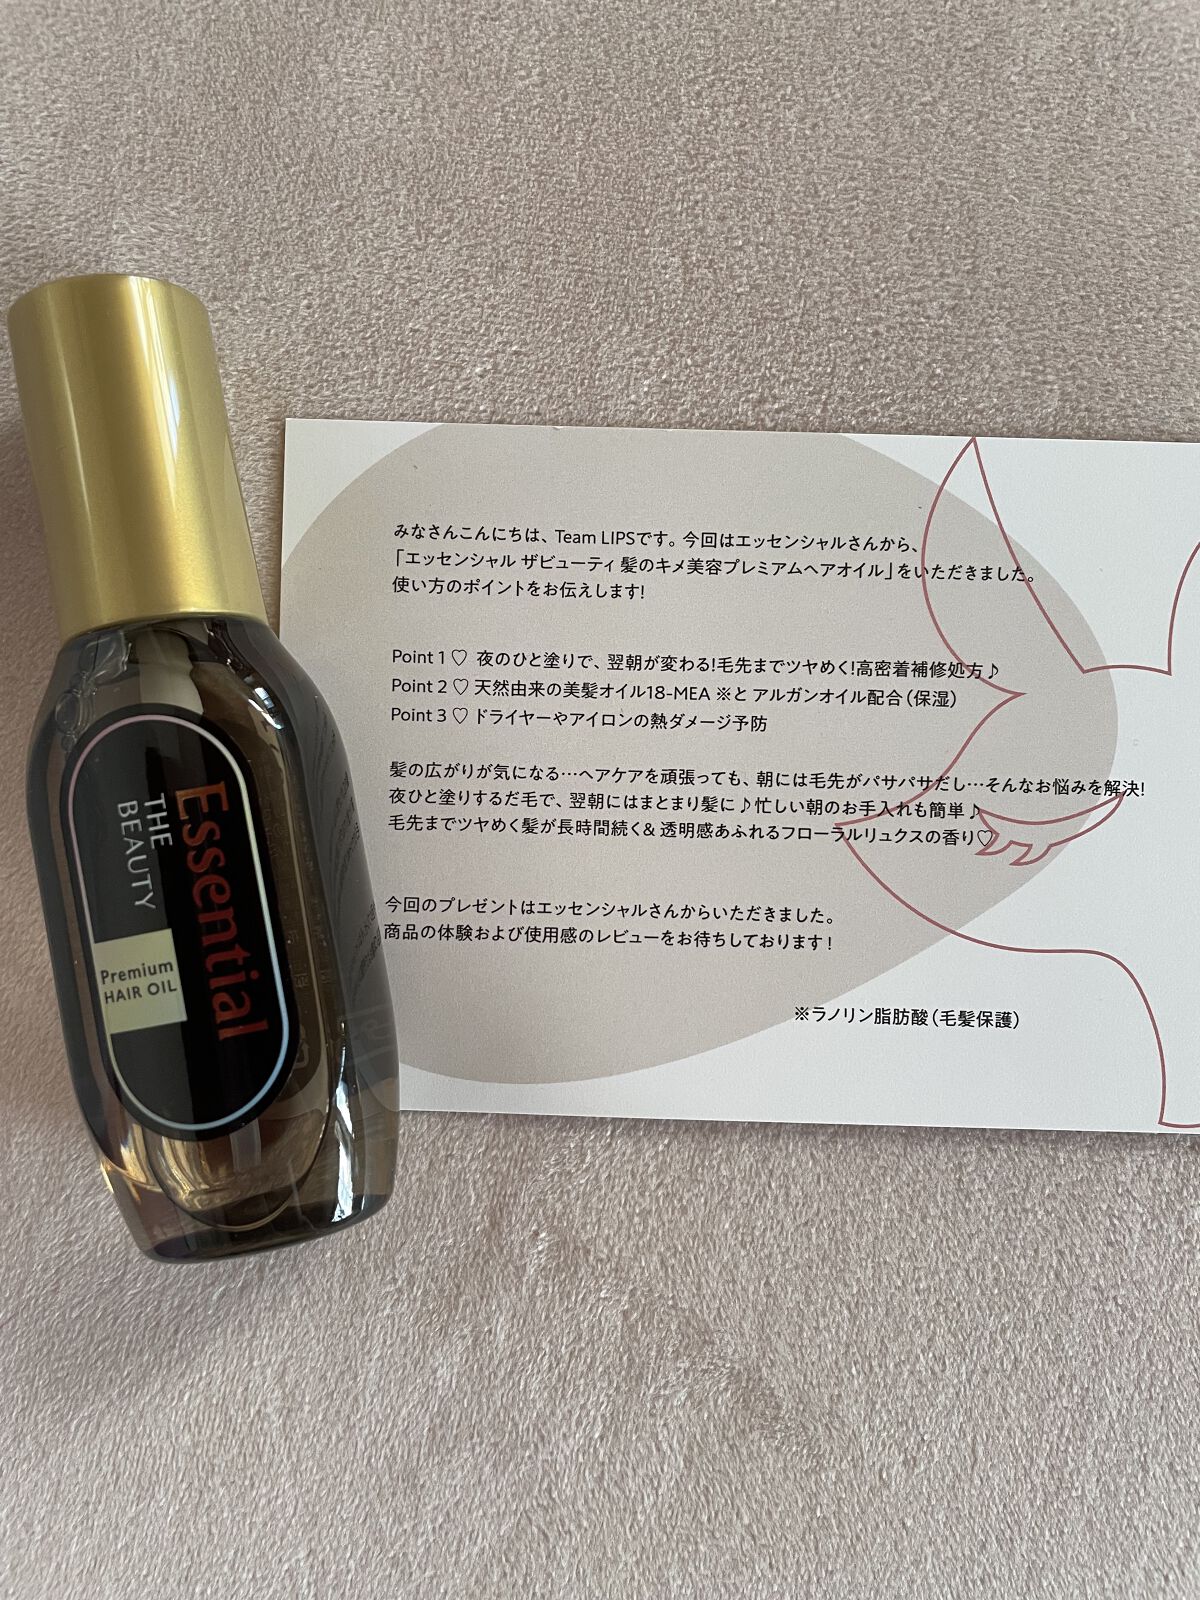 Essential
THE
BEAUTY
Premium
HAIR OIL
みなさんこんにちは、Team LIPSです。今回はエッセンシャルさんから、
「エッセンシャル ザビューティ 髪のキメ美容プレミアムヘアオイル」をいただきました。
使い方のポイントをお伝えします!
Point 1 ♡ 夜のひと塗りで、翌朝が変わる!毛先までツヤめく!高密着補修処方♪
Point 2 ♡ 天然由来の美髪オイル18-MEA ※と アルガンオイル配合(保湿)
Point 3 ♡ ドライヤーやアイロンの熱ダメージ予防
髪の広がりが気になる…ヘアケアを頑張っても、朝には毛先がパサパサだし…そんなお悩みを解決!
夜ひと塗りするだ毛で、翌朝にはまとまり髪に♪忙しい朝のお手入れも簡単♪
毛先までツヤめく髪が長時間続く& 透明感あふれるフローラルリュクスの香り♡
今回のプレゼントはエッセンシャルさんからいただきました。
商品の体験および使用感のレビューをお待ちしております!
※ラノリン脂肪酸(毛髪保護)